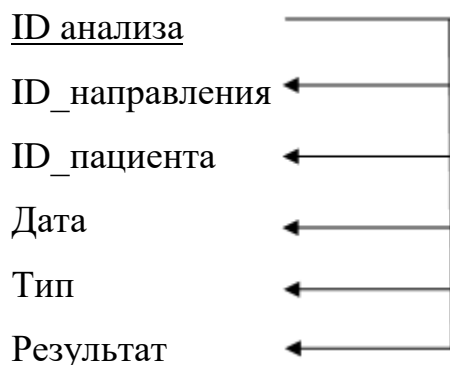 ID анализа
ID_направления
ID_пациента
Дата
Тип
Результат